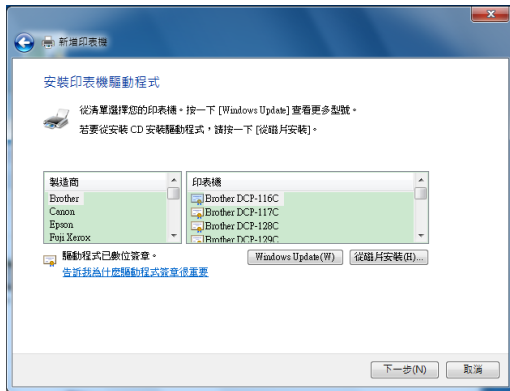 新增印表機
安裝印表機驅動程式
從清單選擇您的印表機。按一下 [Windows Update] 查看更多型號。
若要從安裝 CD 安裝驅動程式，請按一下 [從磁片安裝]。
製造商
Brother
Canon
Epson
Fuji Xerox
印表機
Brother DCP-116C
Brother DCP-117C
Brother DCP-128C
Brother DCP-129C
驅動程式已數位簽章。
告訴我為什麼驅動程式簽章很重要
Windows Update(W)
從磁片安裝(H)...
下一步(N)
取消